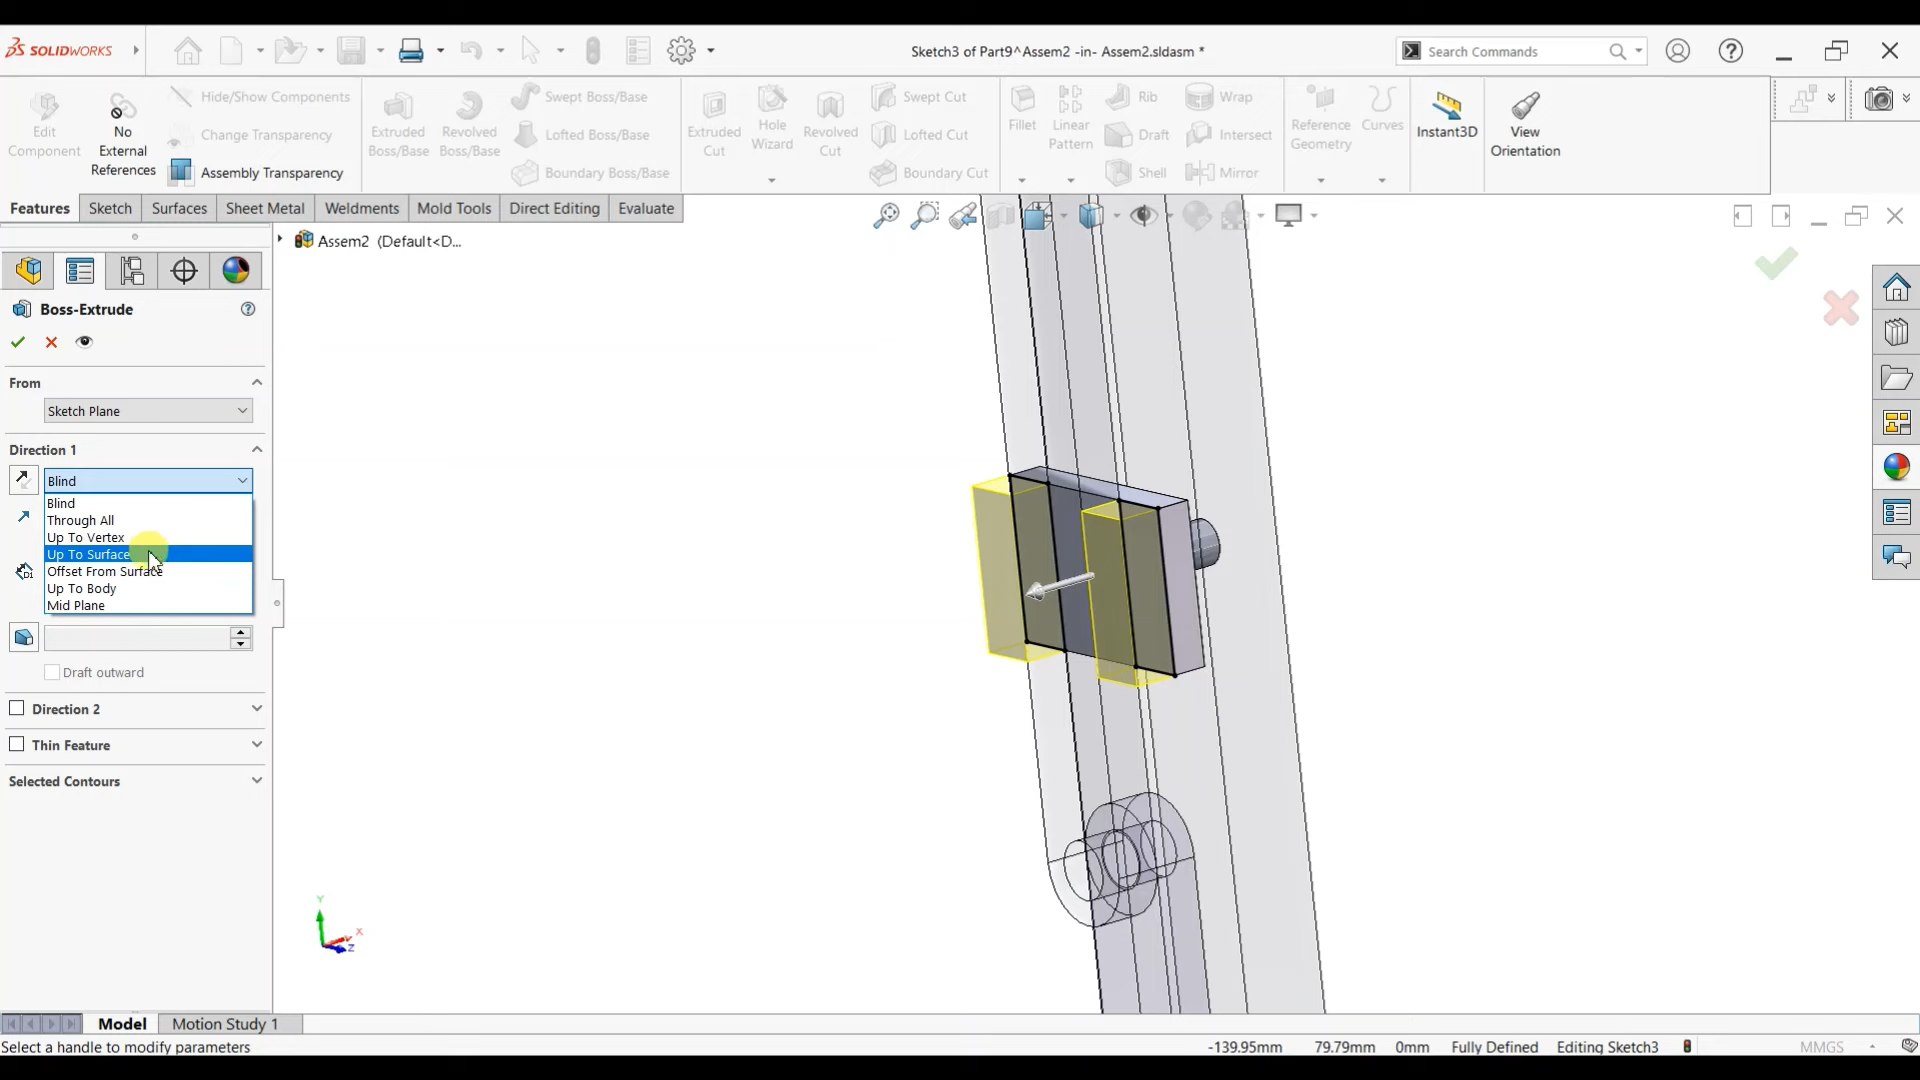 SOLIDWORKS
Sketch3 of Part9^Assem2 -in- Assem2.sldasm *
Search Commands
Edit Component
No External References
Hide/Show Components
Change Transparency
Assembly Transparency
Extruded Boss/Base
Revolved Boss/Base
Swept Boss/Base
Lofted Boss/Base
Boundary Boss/Base
Extruded Cut
Hole Wizard
Revolved Cut
Swept Cut
Lofted Cut
Boundary Cut
Fillet
Linear Pattern
Rib
Draft
Shell
Wrap
Intersect
Mirror
Reference Geometry
Curves
Instant3D
View Orientation
Features
Sketch
Surfaces
Sheet Metal
Weldments
Mold Tools
Direct Editing
Evaluate
Assem2 (Default<D...
Boss-Extrude
From
Sketch Plane
Direction 1
Blind
Blind
Through All
Up To Vertex
Up To Surface
Offset From Surface
Up To Body
Mid Plane
Draft outward
Direction 2
Thin Feature
Selected Contours
Y
X
Z
Model
Motion Study 1
Select a handle to modify parameters
-139.95mm
79.79mm
0mm
Fully Defined
Editing Sketch3
MMGS